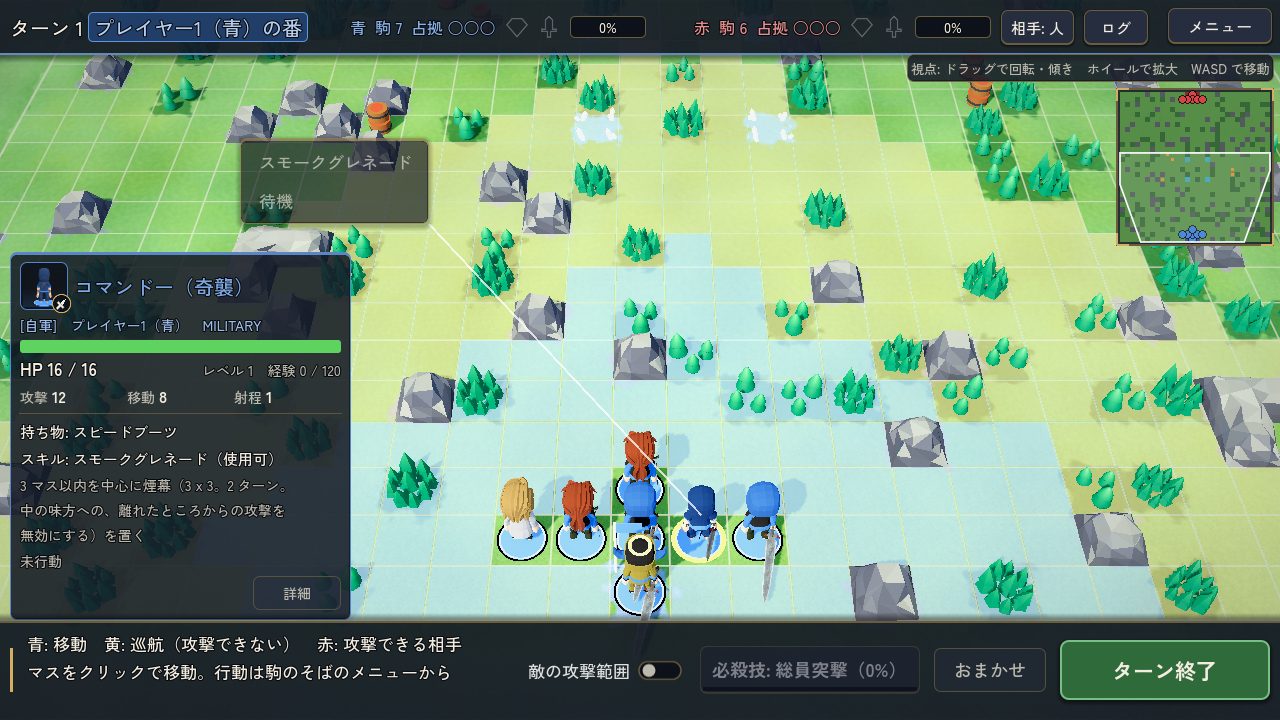 ターン 1 プレイヤー1（青）の番 青 駒 7 占拠 〇〇〇 0% 赤 駒 6 占拠 〇〇〇 0% 相手: 人 ログ メニュー
視点: ドラッグで回転・傾き ホイールで拡大 WASD で移動
スモークグレネード
待機
コマンドー（奇襲）
[自軍] プレイヤー1（青） MILITARY
HP 16 / 16 レベル 1 経験 0 / 120
攻撃 12 移動 8 射程 1
持ち物: スピードブーツ
スキル: スモークグレネード（使用可）
3 マス以内を中心に煙幕（3 x 3。2 ターン。
中の味方への、離れたところからの攻撃を
無効にする）を置く
未行動
詳細
青: 移動 黄: 巡航（攻撃できない） 赤: 攻撃できる相手
マスをクリックで移動。行動は駒のそばのメニューから
敵の攻撃範囲 必殺技: 総員突撃（0%） おまかせ ターン終了